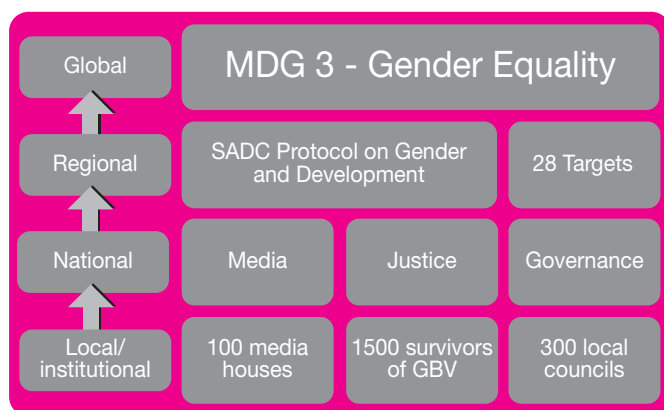 Global
MDG 3 - Gender Equality
Regional
SADC Protocol on Gender
and Development
28 Targets
National
Media
Justice
Governance
Local/
institutional
100 media
houses
1500 survivors
of GBV
300 local
councils